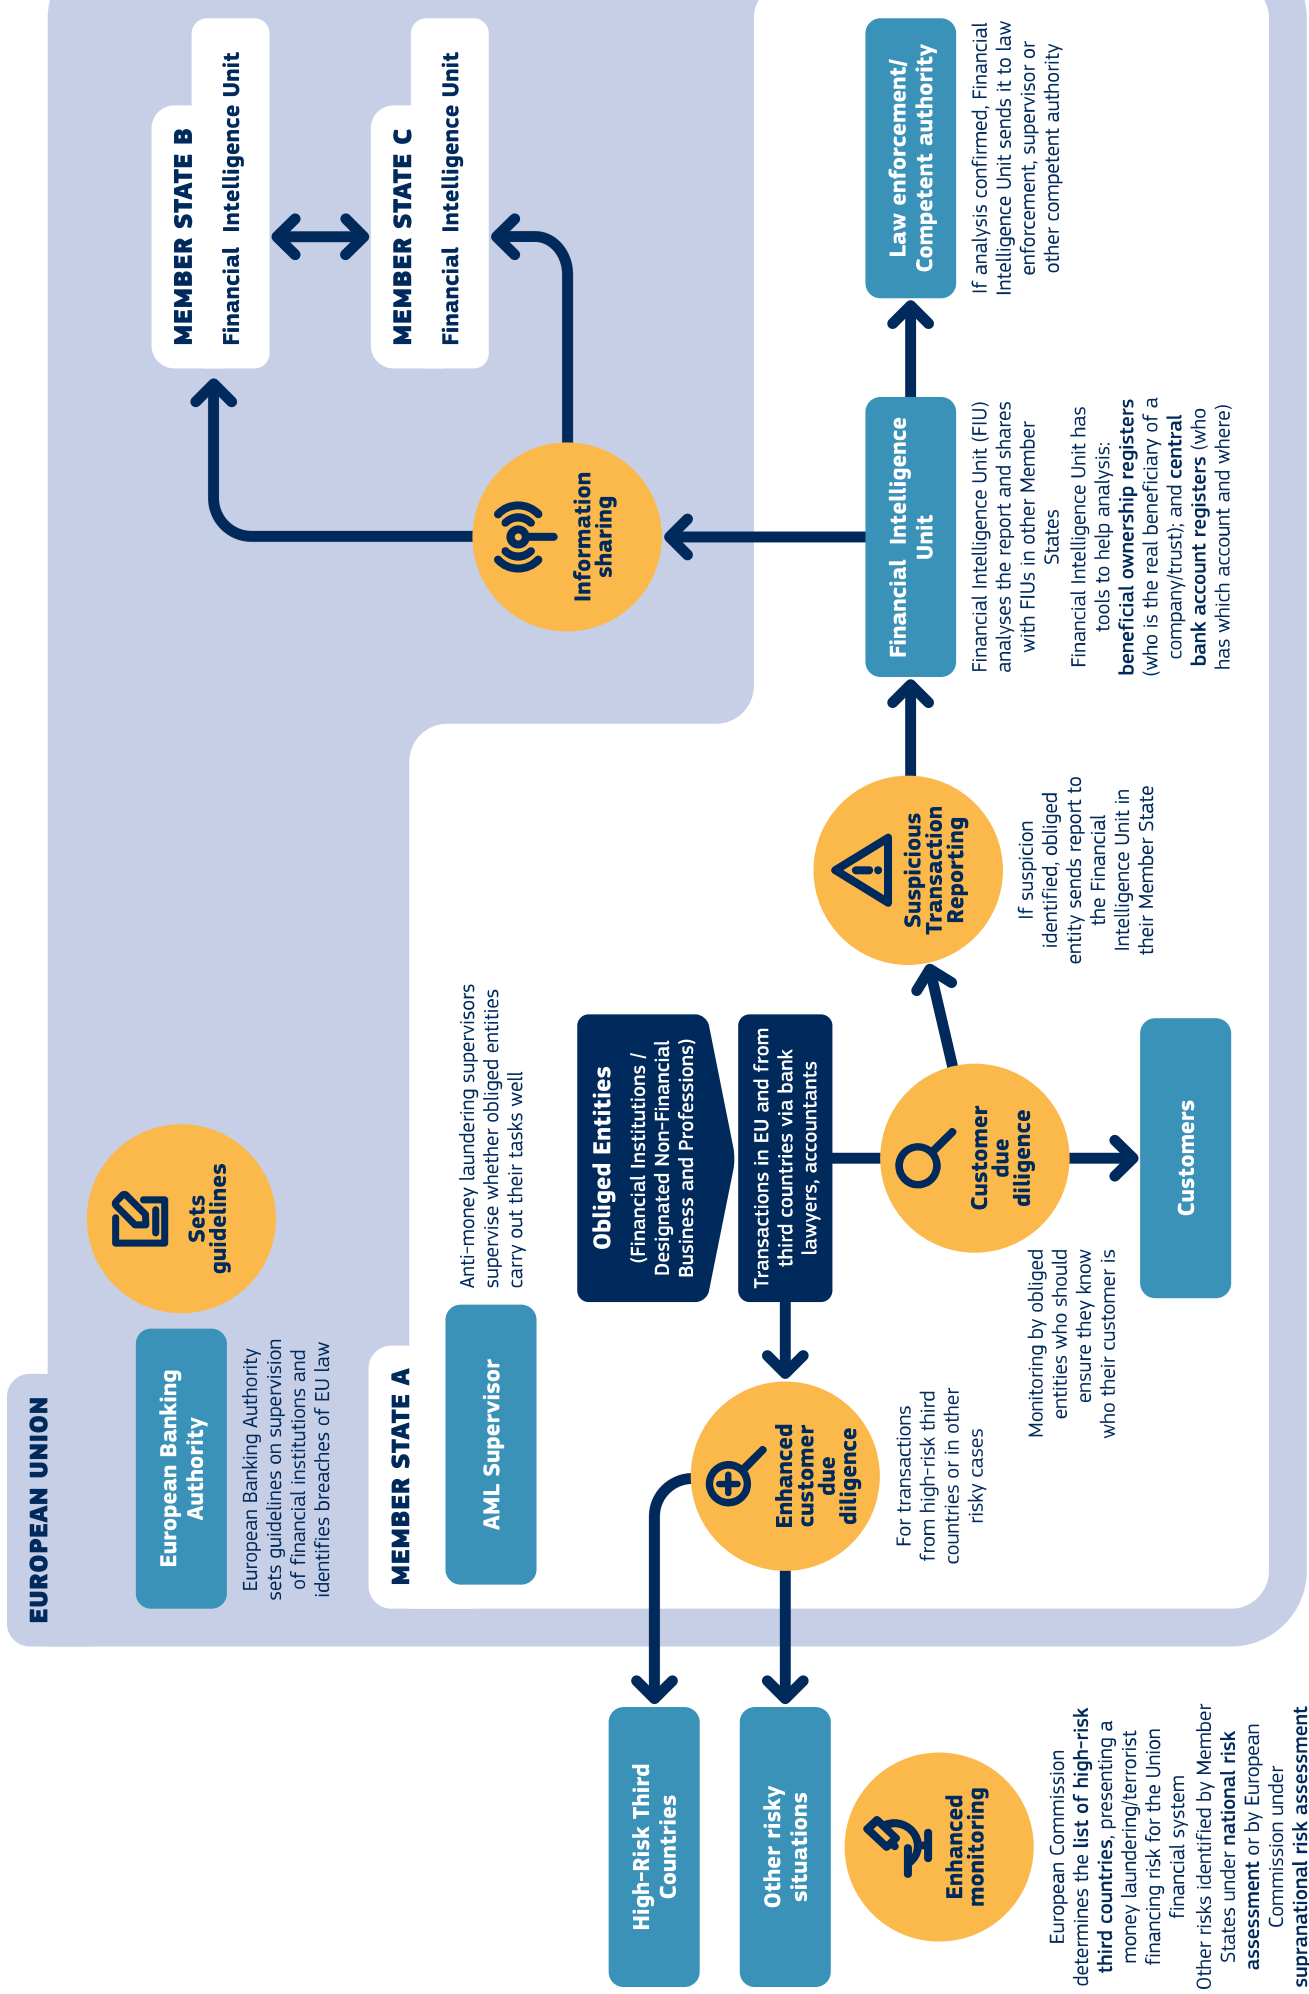 EUROPEAN UNION
European Banking
Authority
European Banking Authority
sets guidelines on supervision
of financial institutions and
identifies breaches of EU law
Sets
guidelines
MEMBER STATE B
Financial Intelligence Unit
MEMBER STATE C
Financial Intelligence Unit
Information
sharing
MEMBER STATE A
AML Supervisor
Anti-money laundering supervisors
supervise whether obliged entities
carry out their tasks well
Obliged Entities
(Financial Institutions /
Designated Non-Financial
Business and Professions)
Transactions in EU and from
third countries via bank
lawyers, accountants
High-Risk Third
Countries
Other risky
situations
Enhanced
customer
due
diligence
For transactions
from high-risk third
countries or in other
risky cases
Enhanced
monitoring
European Commission
determines the list of high-risk
third countries, presenting a
money laundering/terrorist
financing risk for the Union
financial system
Other risks identified by Member
States under national risk
assessment or by European
Commission under
supranational risk assessment
Customer
due
diligence
Monitoring by obliged
entities who should
ensure they know
who their customer is
Customers
Suspicious
Transaction
Reporting
If suspicion
identified, obliged
entity sends report to
the Financial
Intelligence Unit in
their Member State
Financial Intelligence
Unit
Financial Intelligence Unit (FIU)
analyses the report and shares
with FIUs in other Member
States
Financial Intelligence Unit has
tools to help analysis:
beneficial ownership registers
(who is the real beneficiary of a
company/trust); and central
bank account registers (who
has which account and where)
Law enforcement/
Competent authority
If analysis confirmed, Financial
Intelligence Unit sends it to law
enforcement, supervisor or
other competent authority